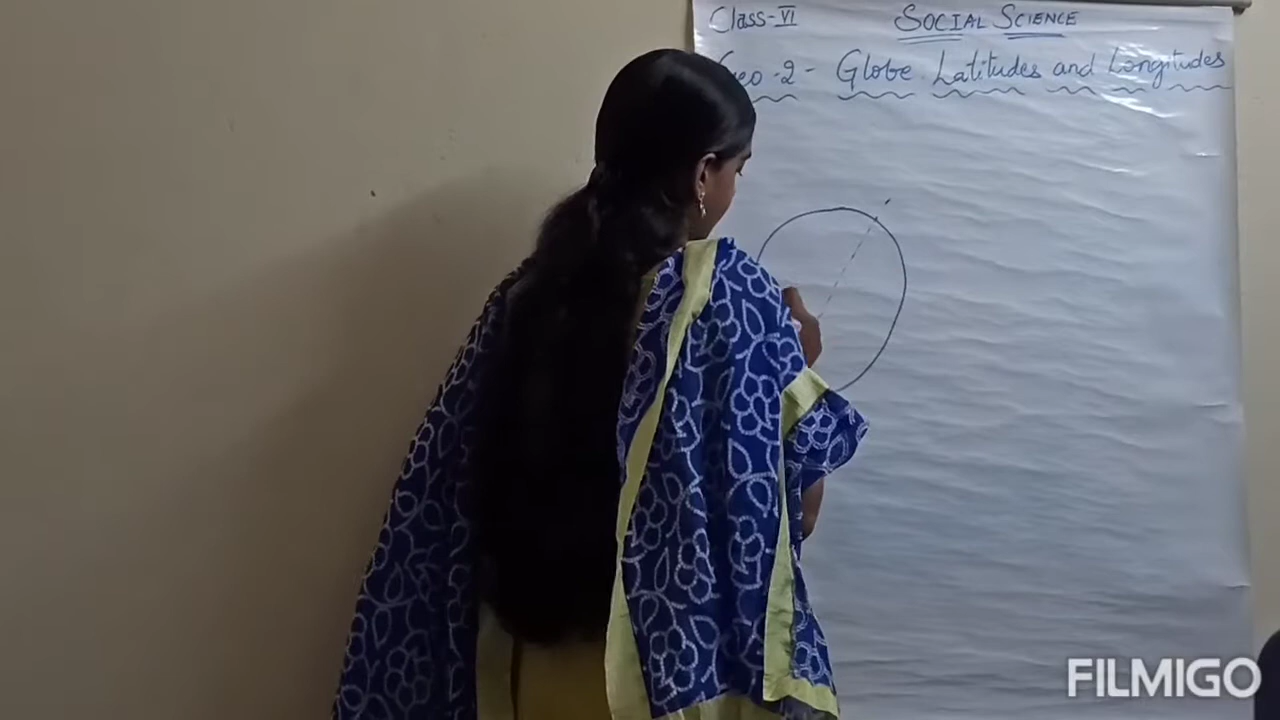 Class-VI SOCIAL SCIENCE
Geo-2- Globe Latitudes and Longitudes
FILMIGO